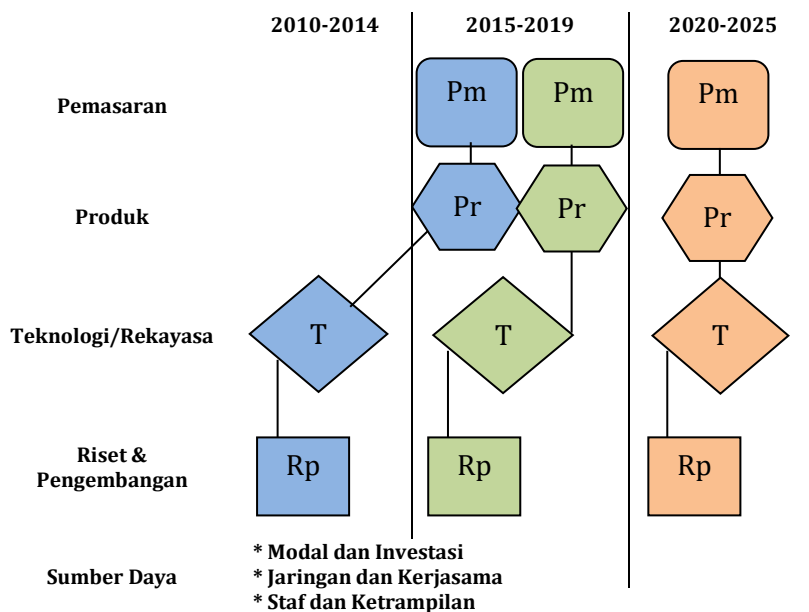 2010-2014 2015-2019 2020-2025
Pemasaran Pm Pm Pm
Produk Pr Pr Pr
Teknologi/Rekayasa T T T
Riset &
Pengembangan
Rp Rp Rp
Sumber Daya
* Modal dan Investasi
* Jaringan dan Kerjasama
* Staf dan Ketrampilan